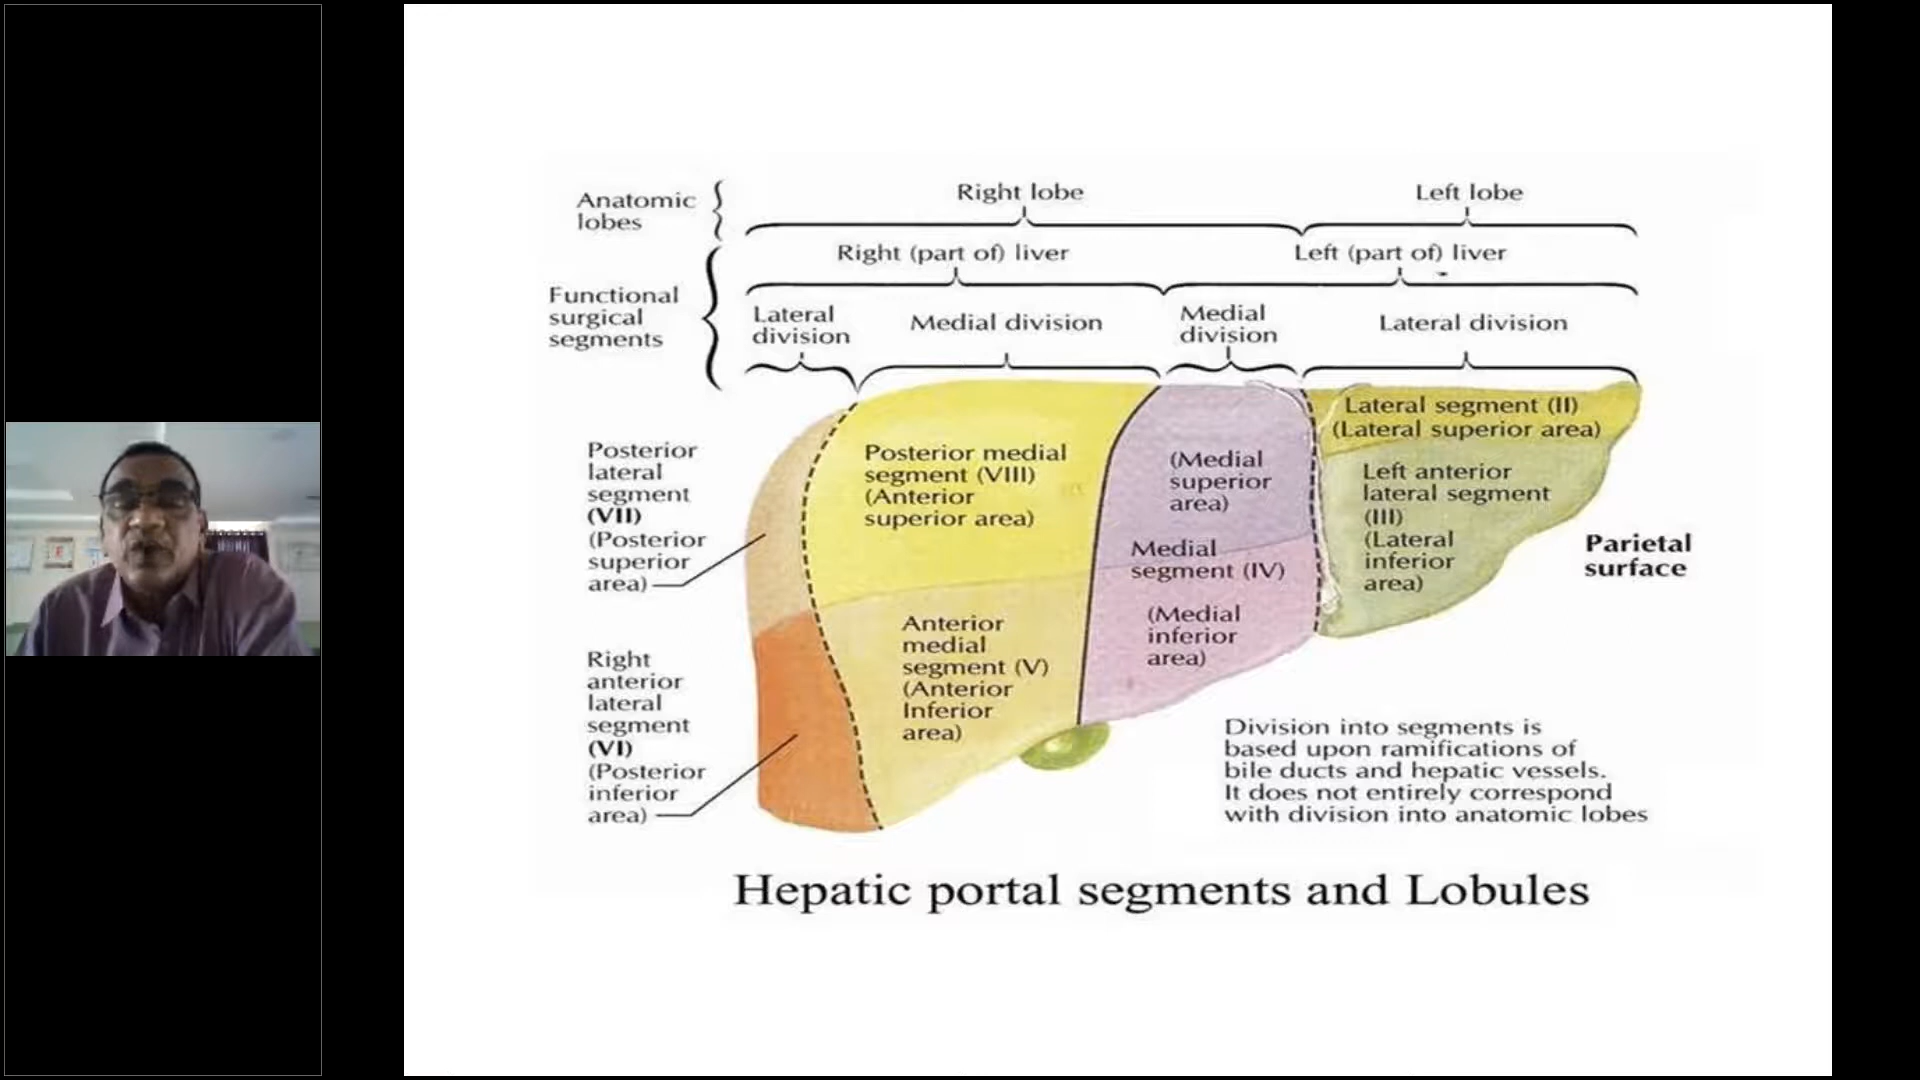 Anatomic
lobes
Right lobe
Left lobe
Right (part of) liver
Left (part of) liver
Functional
surgical
segments
Lateral
division
Medial division
Medial
division
Lateral division
Posterior
lateral
segment
(VII)
(Posterior
superior
area)
Posterior medial
segment (VIII)
(Anterior
superior area)
(Medial
superior
area)
Lateral segment (II)
(Lateral superior area)
Left anterior
lateral segment
(III)
(Lateral
inferior
area)
Parietal
surface
Medial
segment (IV)
(Medial
inferior
area)
Anterior
medial
segment (V)
(Anterior
Inferior
area)
Right
anterior
lateral
segment
(VI)
(Posterior
inferior
area)
Division into segments is
based upon ramifications of
bile ducts and hepatic vessels.
It does not entirely correspond
with division into anatomic lobes
Hepatic portal segments and Lobules